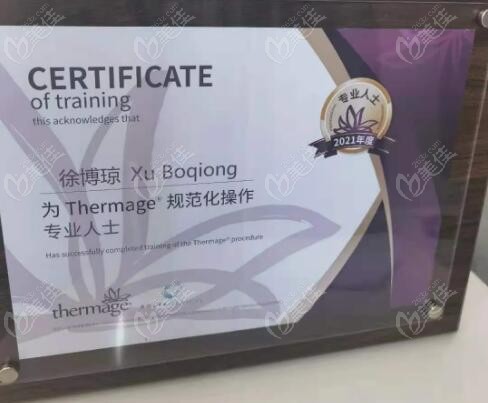 CERTIFICATE
of training
this acknowledges that
专业人士
2021年度
徐博琼 Xu Boqiong
为 Thermage® 规范化操作
专业人士
Has successfully completed training of the Thermage® procedure
thermage
美佳